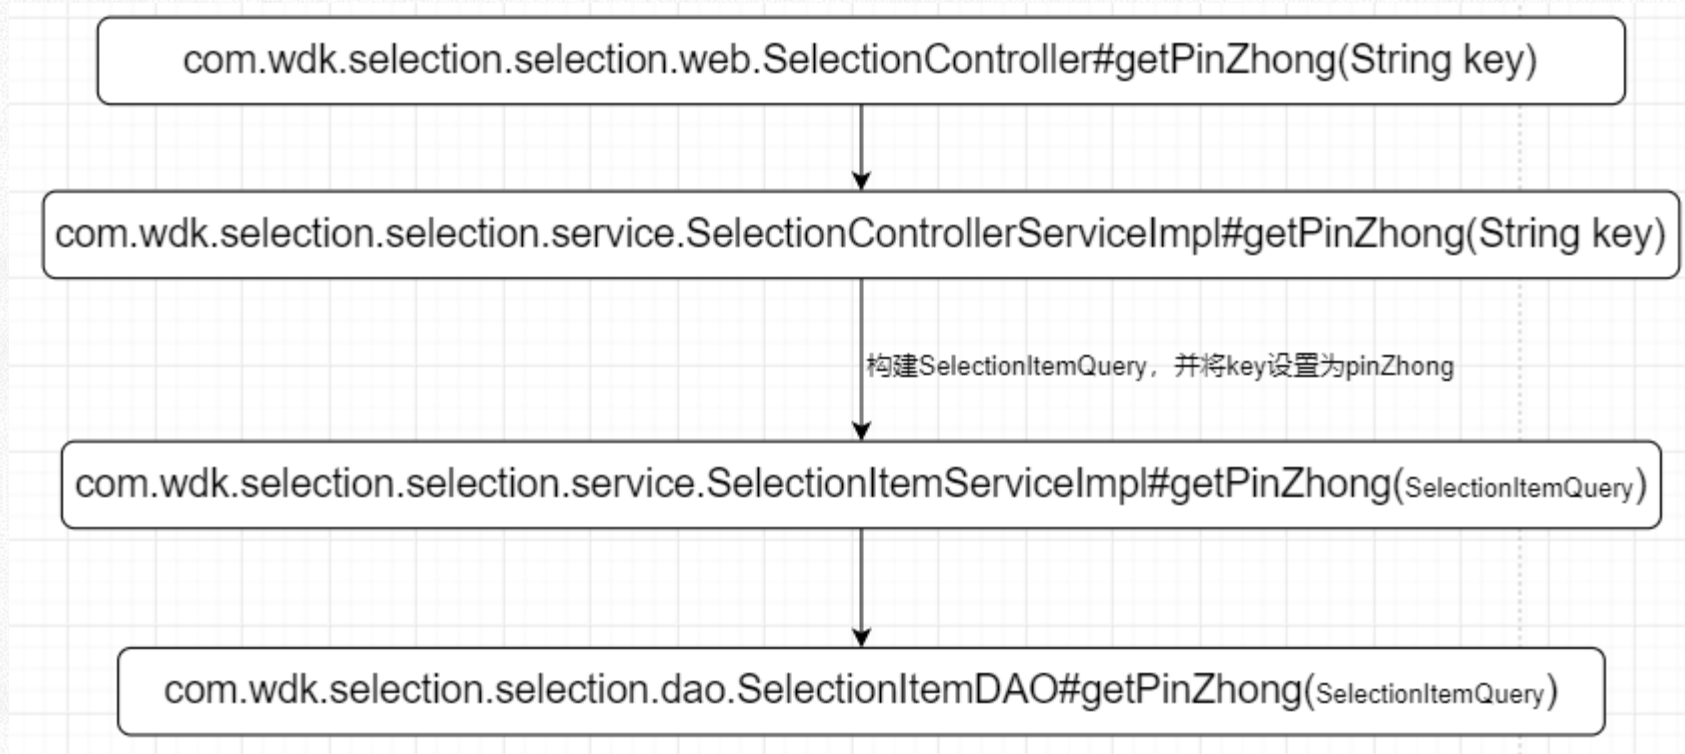 com.wdk.selection.selection.web.SelectionController#getPinZhong(String key)
com.wdk.selection.selection.service.SelectionControllerServiceImpl#getPinZhong(String key)
构建SelectionItemQuery，并将key设置为pinZhong
com.wdk.selection.selection.service.SelectionItemServiceImpl#getPinZhong(SelectionItemQuery)
com.wdk.selection.selection.dao.SelectionItemDAO#getPinZhong(SelectionItemQuery)